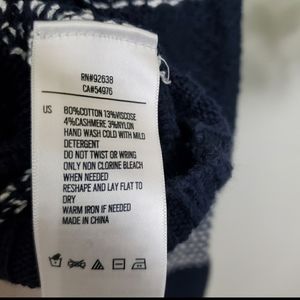 RN#92638
CA#54976
US 80%COTTON 13%VISCOSE
4%CASHMERE 3%NYLON
HAND WASH COLD WITH MILD
DETERGENT
DO NOT TWIST OR WRING
ONLY NON CLORINE BLEACH
WHEN NEEDED
RESHAPE AND LAY FLAT TO
DRY
WARM IRON IF NEEDED
MADE IN CHINA